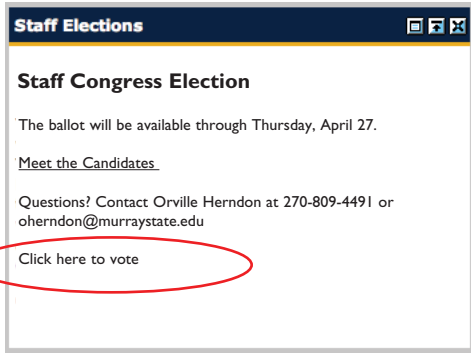 Staff Elections
Staff Congress Election
The ballot will be available through Thursday, April 27.
Meet the Candidates
Questions? Contact Orville Herndon at 270-809-4491 or
oherndon@murraystate.edu
Click here to vote